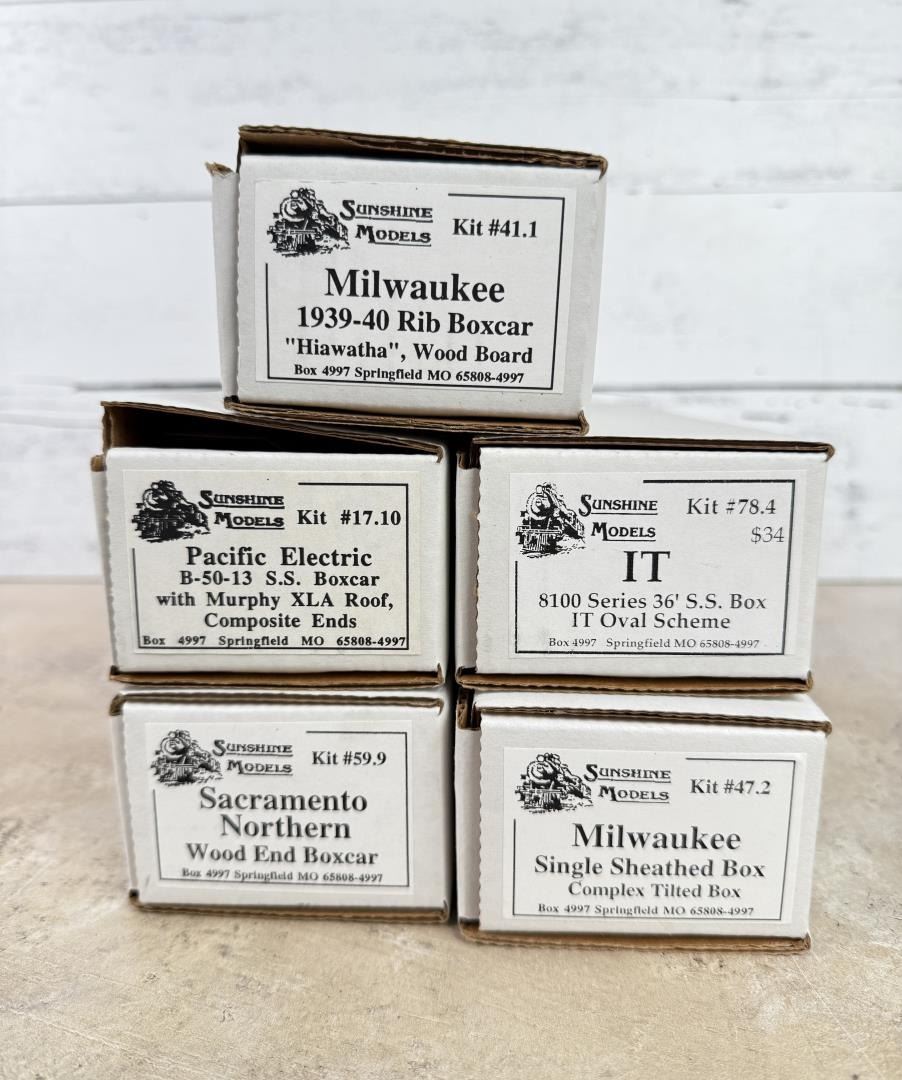 Sunshine Models Kit #41.1
Milwaukee
1939-40 Rib Boxcar
"Hiawatha", Wood Board
Box 4997 Springfield MO 65808-4997
Sunshine Models Kit #17.10
Pacific Electric
B-50-13 S.S. Boxcar
with Murphy XLA Roof,
Composite Ends
Box 4997 Springfield MO 65808-4997
Sunshine Models Kit #78.4
$34
IT
8100 Series 36' S.S. Box
IT Oval Scheme
Box 4997 Springfield MO 65808-4997
Sunshine Models Kit #59.9
Sacramento
Northern
Wood End Boxcar
Box 4997 Springfield MO 65808-4997
Sunshine Models Kit #47.2
Milwaukee
Single Sheathed Box
Complex Tilted Box
Box 4997 Springfield MO 65808-4997